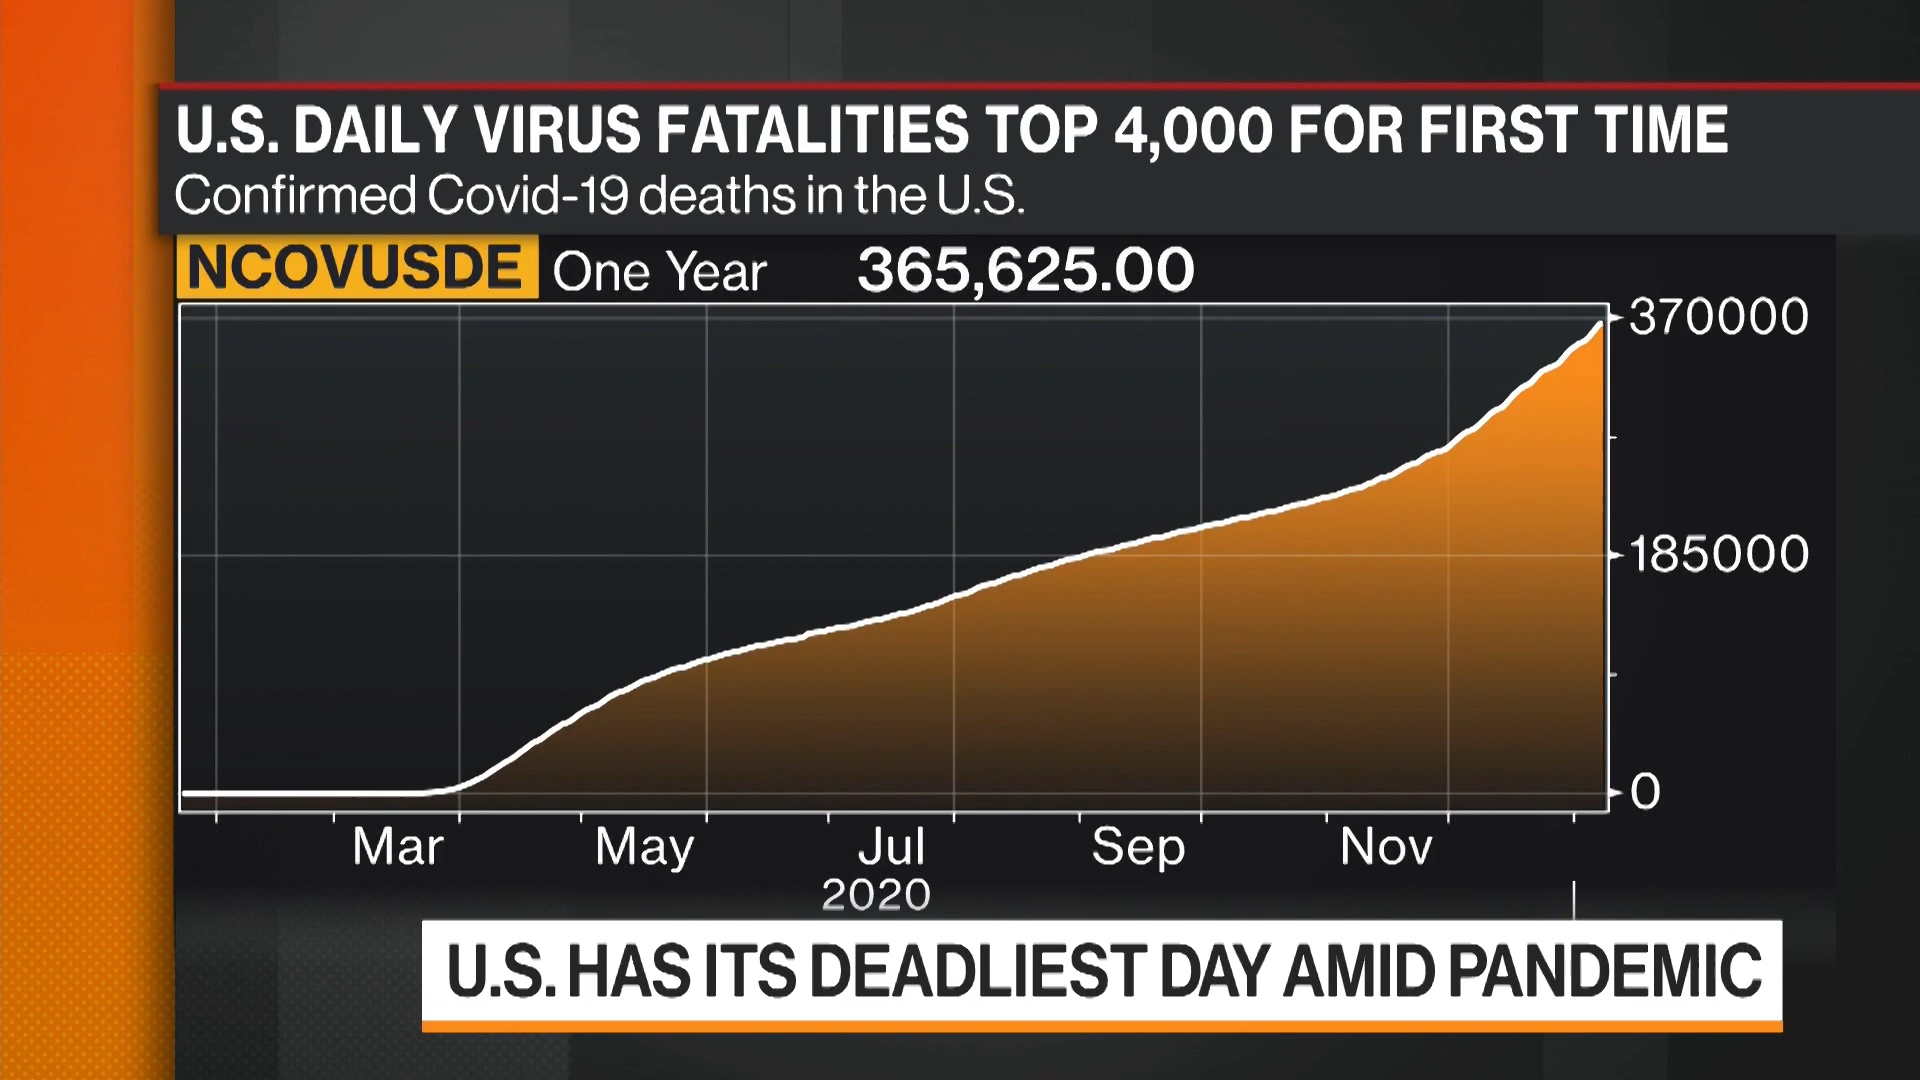 U.S. DAILY VIRUS FATALITIES TOP 4,000 FOR FIRST TIME
Confirmed Covid-19 deaths in the U.S.
NCOVUSDE One Year 365,625.00
370000
185000
0
Mar May Jul Sep Nov
2020
U.S. HAS ITS DEADLIEST DAY AMID PANDEMIC